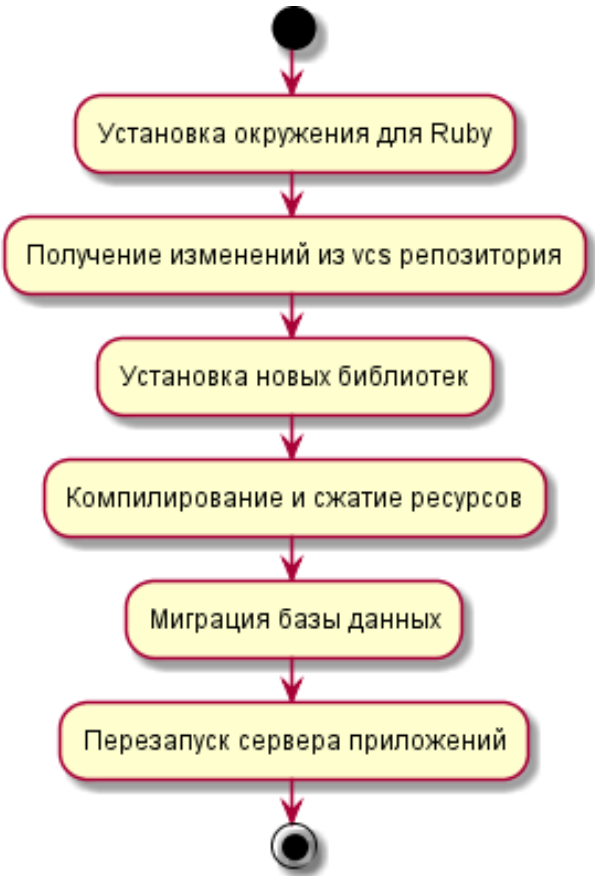 Установка окружения для Ruby
Получение изменений из vcs репозитория
Установка новых библиотек
Компилирование и сжатие ресурсов
Миграция базы данных
Перезапуск сервера приложений